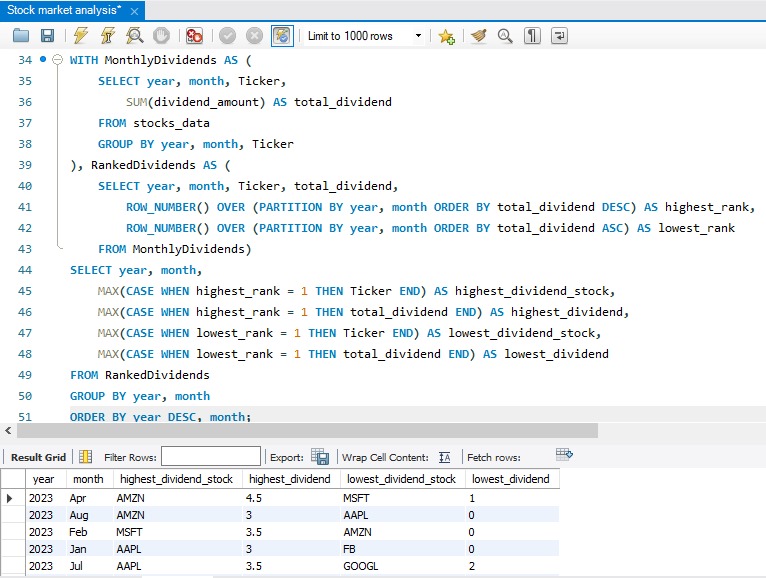 Stock market analysis* ×
Limit to 1000 rows
34 WITH MonthlyDividends AS (
35 SELECT year, month, Ticker,
36 SUM(dividend_amount) AS total_dividend
37 FROM stocks_data
38 GROUP BY year, month, Ticker
39 ), RankedDividends AS (
40 SELECT year, month, Ticker, total_dividend,
41 ROW_NUMBER() OVER (PARTITION BY year, month ORDER BY total_dividend DESC) AS highest_rank,
42 ROW_NUMBER() OVER (PARTITION BY year, month ORDER BY total_dividend ASC) AS lowest_rank
43 FROM MonthlyDividends)
44 SELECT year, month,
45 MAX(CASE WHEN highest_rank = 1 THEN Ticker END) AS highest_dividend_stock,
46 MAX(CASE WHEN highest_rank = 1 THEN total_dividend END) AS highest_dividend,
47 MAX(CASE WHEN lowest_rank = 1 THEN Ticker END) AS lowest_dividend_stock,
48 MAX(CASE WHEN lowest_rank = 1 THEN total_dividend END) AS lowest_dividend
49 FROM RankedDividends
50 GROUP BY year, month
51 ORDER BY year DESC, month;
Result Grid Filter Rows: Export: Wrap Cell Content: Fetch rows:
year month highest_dividend_stock highest_dividend lowest_dividend_stock lowest_dividend
2023 Apr AMZN 4.5 MSFT 1
2023 Aug AMZN 3 AAPL 0
2023 Feb MSFT 3.5 AMZN 0
2023 Jan AAPL 3 FB 0
2023 Jul AAPL 3.5 GOOGL 2